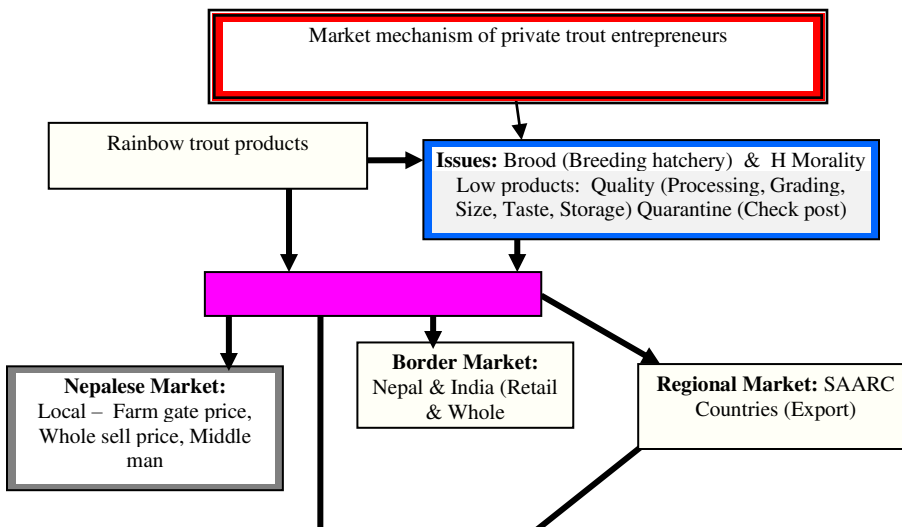 Market mechanism of private trout entrepreneurs
Rainbow trout products
Issues: Brood (Breeding hatchery) & H Morality
Low products: Quality (Processing, Grading,
Size, Taste, Storage) Quarantine (Check post)
Nepalese Market:
Local – Farm gate price,
Whole sell price, Middle
man
Border Market:
Nepal & India (Retail
& Whole
Regional Market: SAARC
Countries (Export)